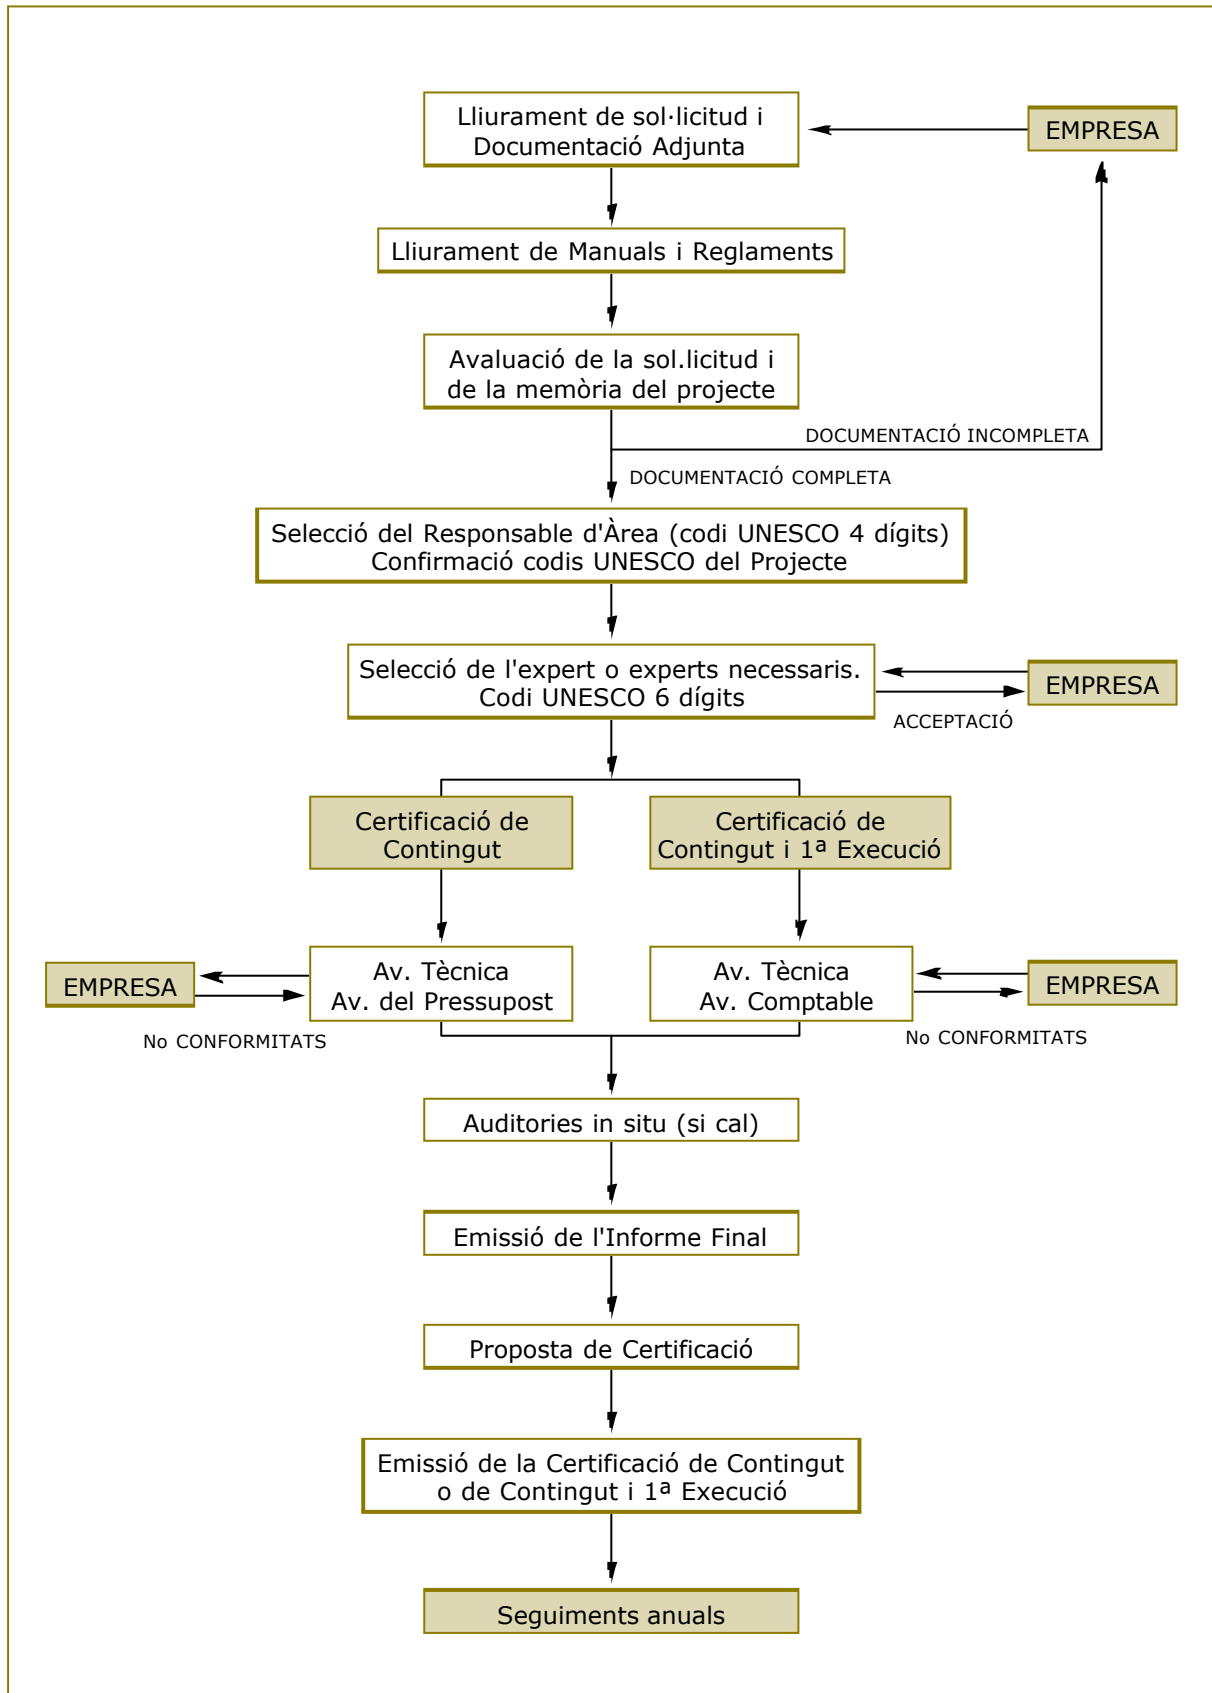 Lliurament de sol·licitud i
Documentació Adjunta
EMPRESA
Lliurament de Manuals i Reglaments
Avaluació de la sol.licitud i
de la memòria del projecte
DOCUMENTACIÓ INCOMPLETA
DOCUMENTACIÓ COMPLETA
Selecció del Responsable d'Àrea (codi UNESCO 4 dígits)
Confirmació codis UNESCO del Projecte
Selecció de l'expert o experts necessaris.
Codi UNESCO 6 dígits
EMPRESA
ACCEPTACIÓ
Certificació de
Contingut
Certificació de
Contingut i 1ª Execució
EMPRESA
Av. Tècnica
Av. del Pressupost
Av. Tècnica
Av. Comptable
EMPRESA
No CONFORMITATS
No CONFORMITATS
Auditories in situ (si cal)
Emissió de l'Informe Final
Proposta de Certificació
Emissió de la Certificació de Contingut
o de Contingut i 1ª Execució
Seguiments anuals